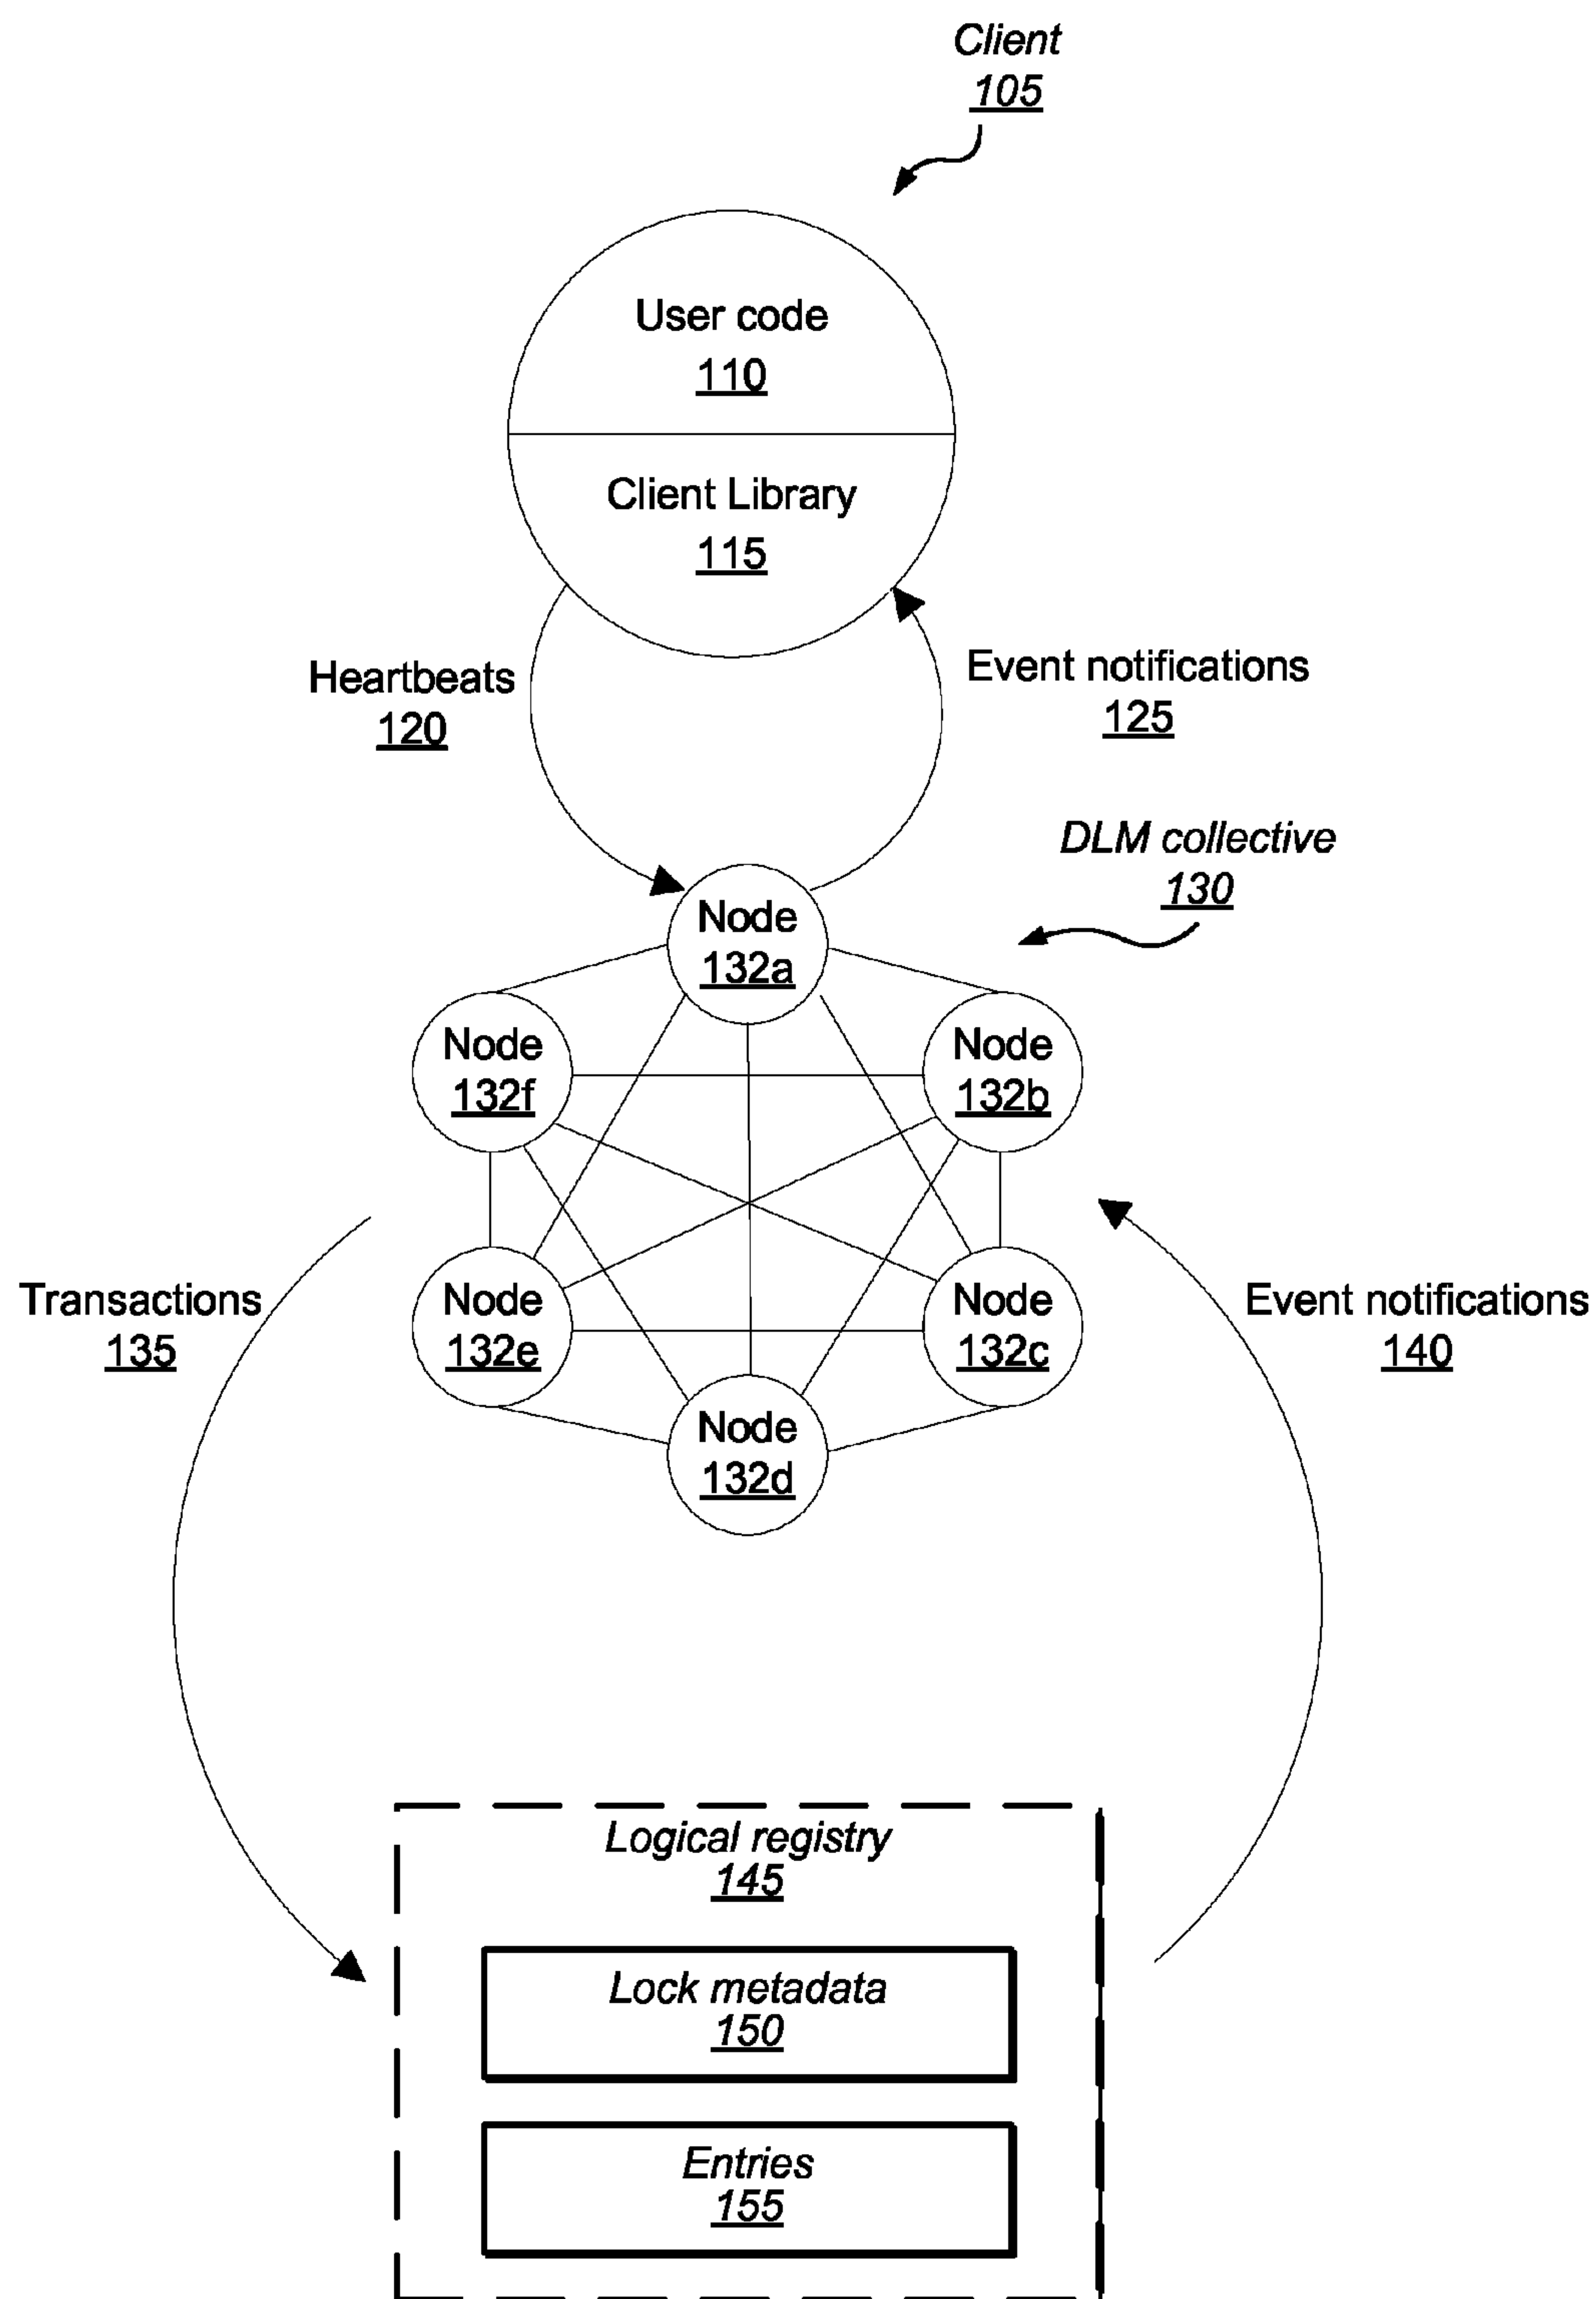 Client
105
User code
110
Client Library
115
Heartbeats
120
Event notifications
125
DLM collective
130
Node
132a
Node
132f
Node
132b
Transactions
135
Node
132e
Node
132c
Event notifications
140
Node
132d
Logical registry
145
Lock metadata
150
Entries
155